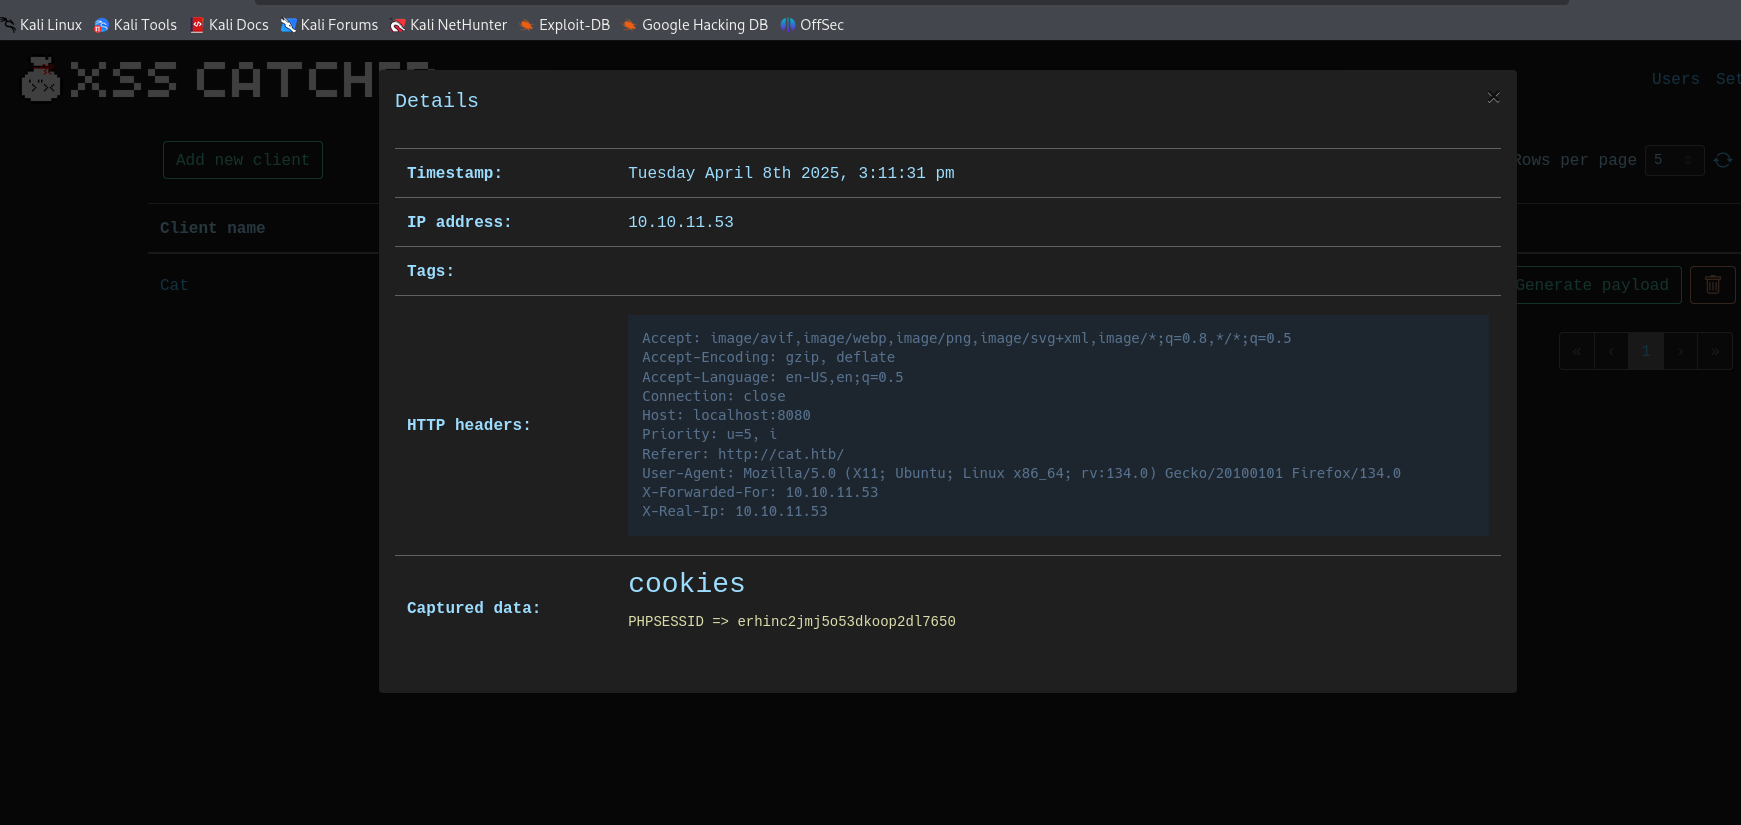 Kali Linux Kali Tools Kali Docs Kali Forums Kali NetHunter Exploit-DB Google Hacking DB OffSec
Users
Details
Add new client
Rows per page 5
Timestamp: Tuesday April 8th 2025, 3:11:31 pm
IP address: 10.10.11.53
Client name
Tags:
Cat
Generate payload
Accept: image/avif,image/webp,image/png,image/svg+xml,image/*;q=0.8,*/*;q=0.5
Accept-Encoding: gzip, deflate
Accept-Language: en-US,en;q=0.5
Connection: close
Host: localhost:8080
HTTP headers:
Priority: u=5, i
Referer: http://cat.htb/
User-Agent: Mozilla/5.0 (X11; Ubuntu; Linux x86_64; rv:134.0) Gecko/20100101 Firefox/134.0
X-Forwarded-For: 10.10.11.53
X-Real-Ip: 10.10.11.53
« ‹ 1 › »
cookies
Captured data:
PHPSESSID => erhinc2jmj5o53dkoop2dl7650
XSS